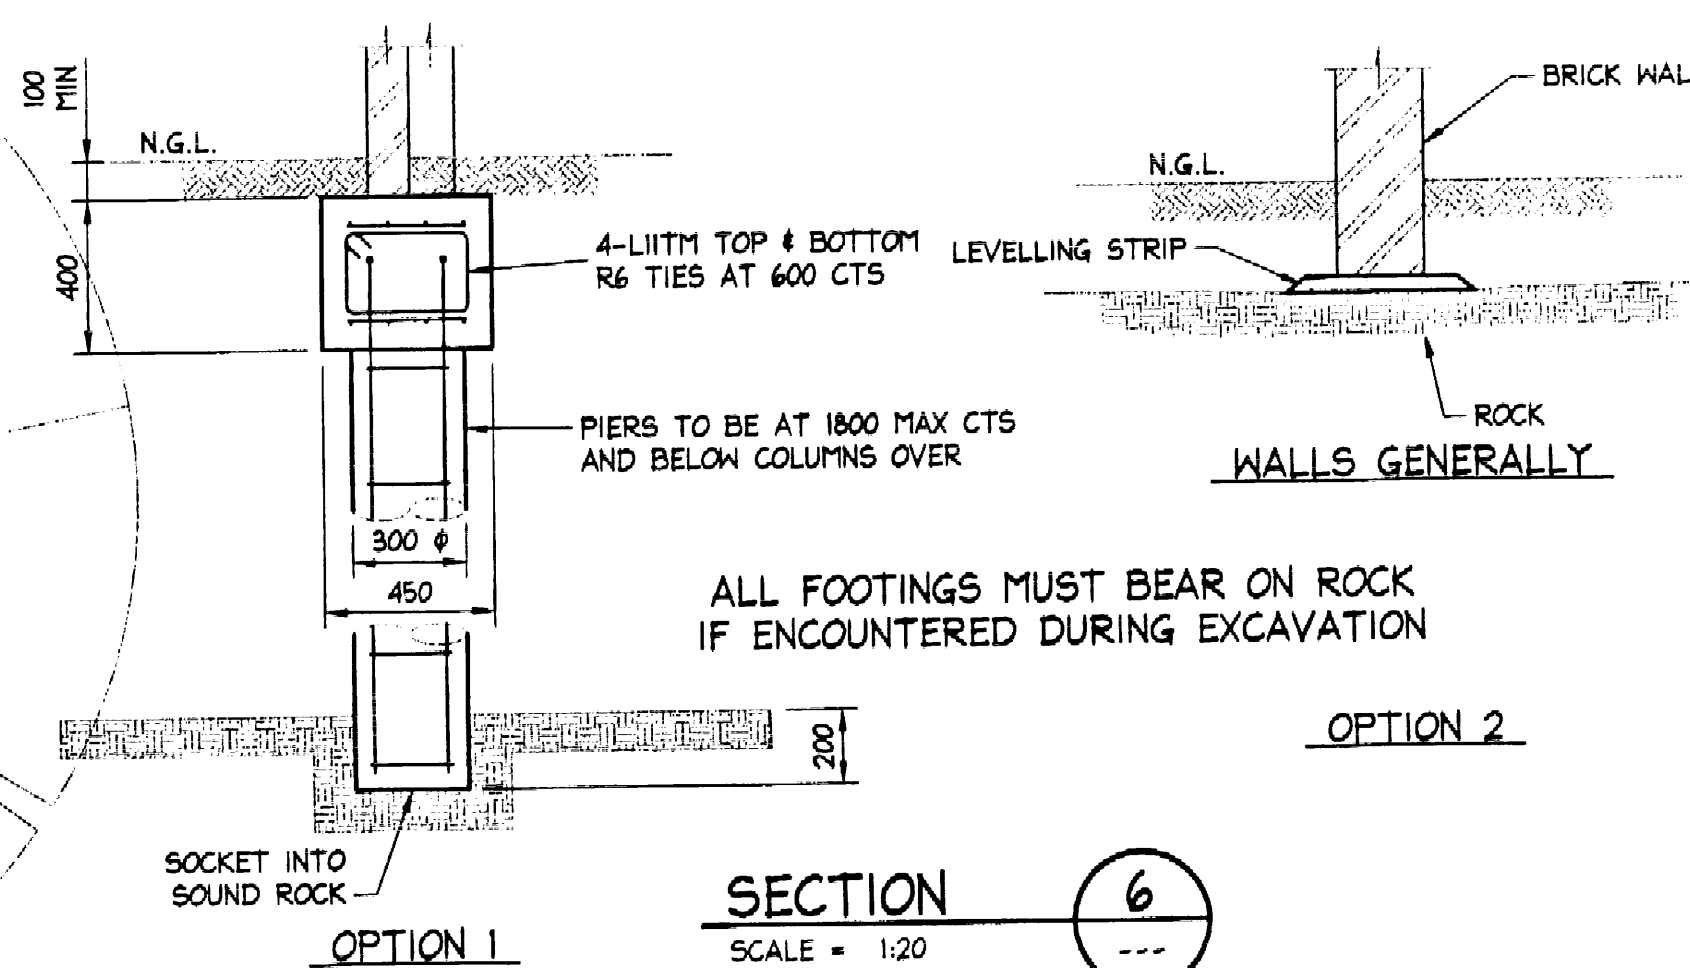 100
MIN
N.G.L.
400
4-L11TM TOP & BOTTOM
R6 TIES AT 600 CTS
PIERS TO BE AT 1800 MAX CTS
AND BELOW COLUMNS OVER
300 φ
450
200
SOCKET INTO
SOUND ROCK
OPTION 1
BRICK WAL
N.G.L.
LEVELLING STRIP
ROCK
WALLS GENERALLY
ALL FOOTINGS MUST BEAR ON ROCK
IF ENCOUNTERED DURING EXCAVATION
OPTION 2
SECTION
6
SCALE = 1:20
---